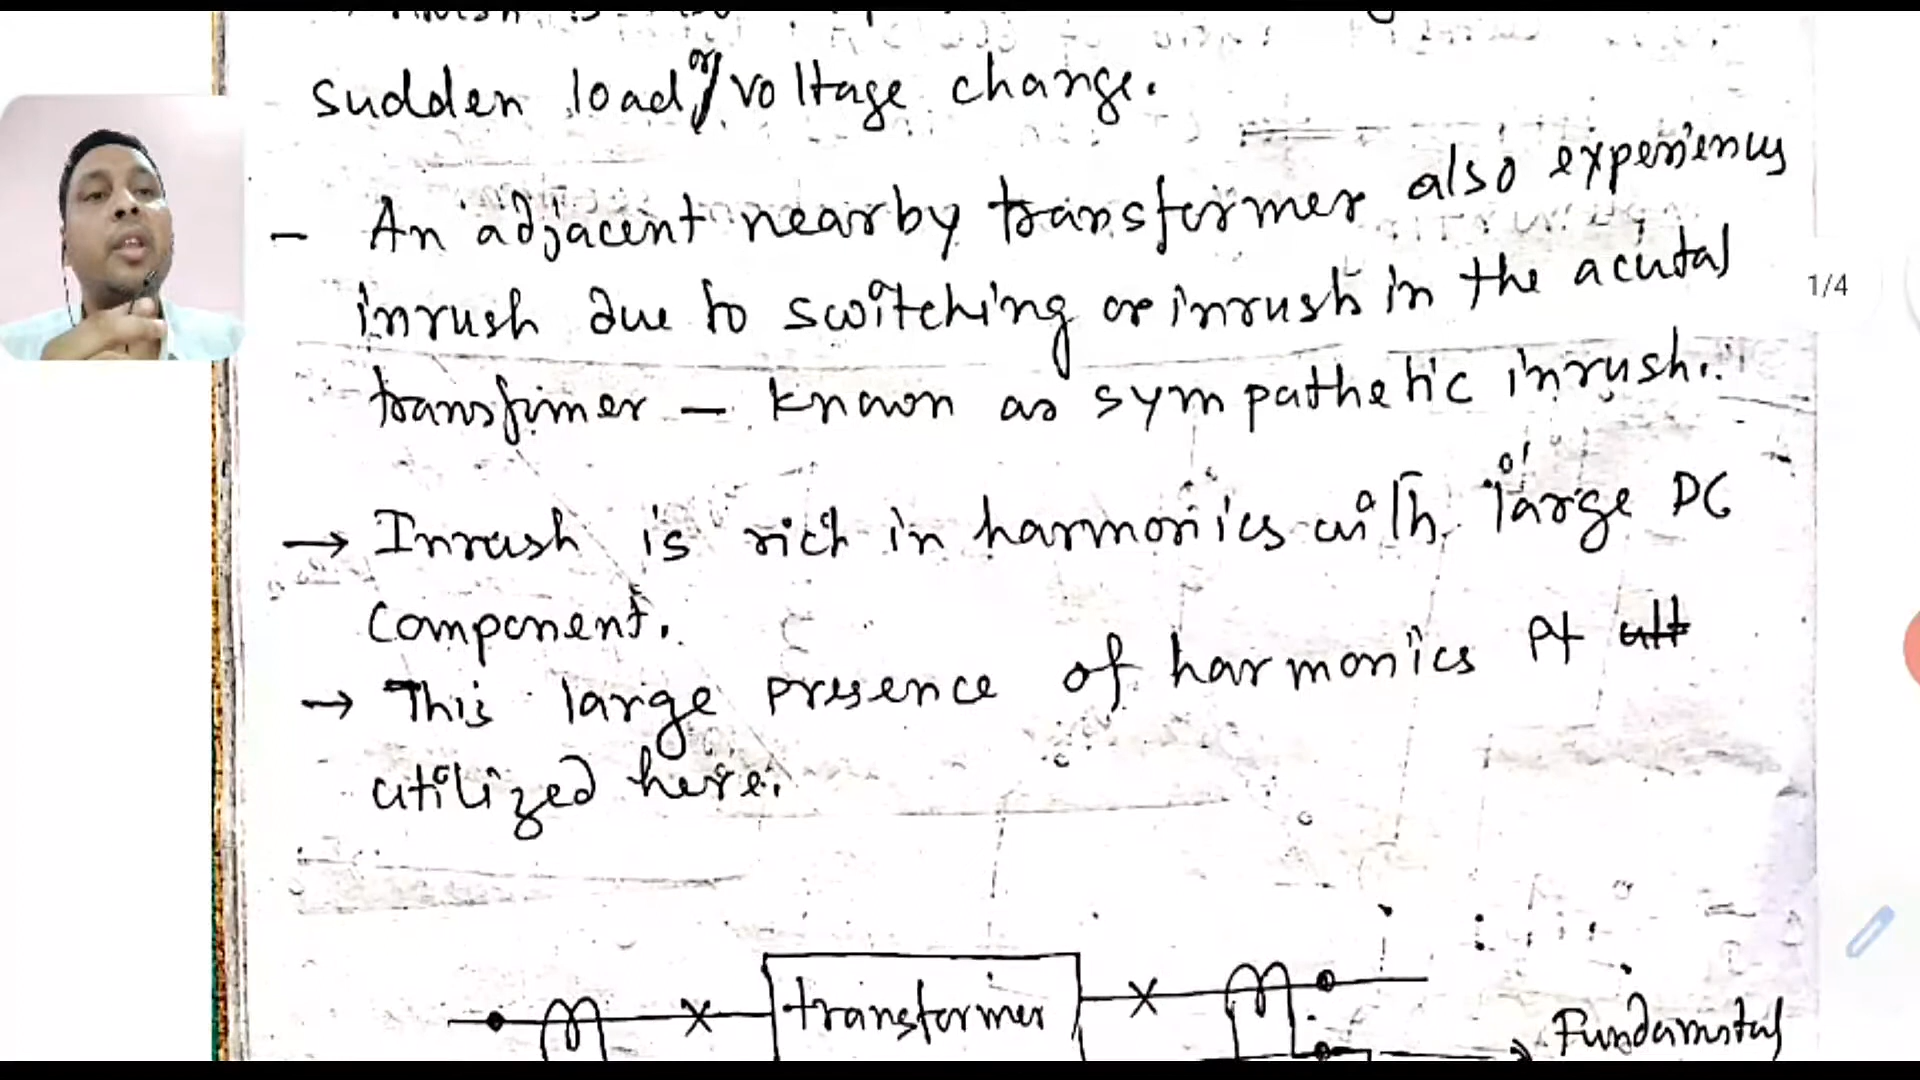 sudden load or voltage change.
- An adjacent nearby transformer also experiency
inrush due to switching or inrush in the acutal
transfimer - known as sympathetic inrush.
→ Inrush is rich in harmonics with large DC
component.
→ This large presence of harmonics
utilized here.
transformer
Fundamental
1/4